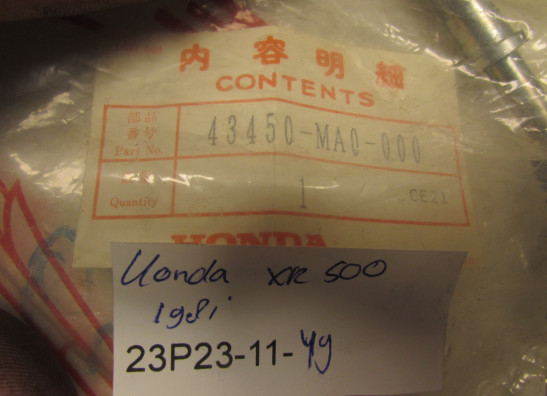 内容明細
CONTENTS
部品
番号
Part No.
43450-MA0-000
Quantity
1
CE21
HONDA
Honda XR 500
1981
23P23-11-49